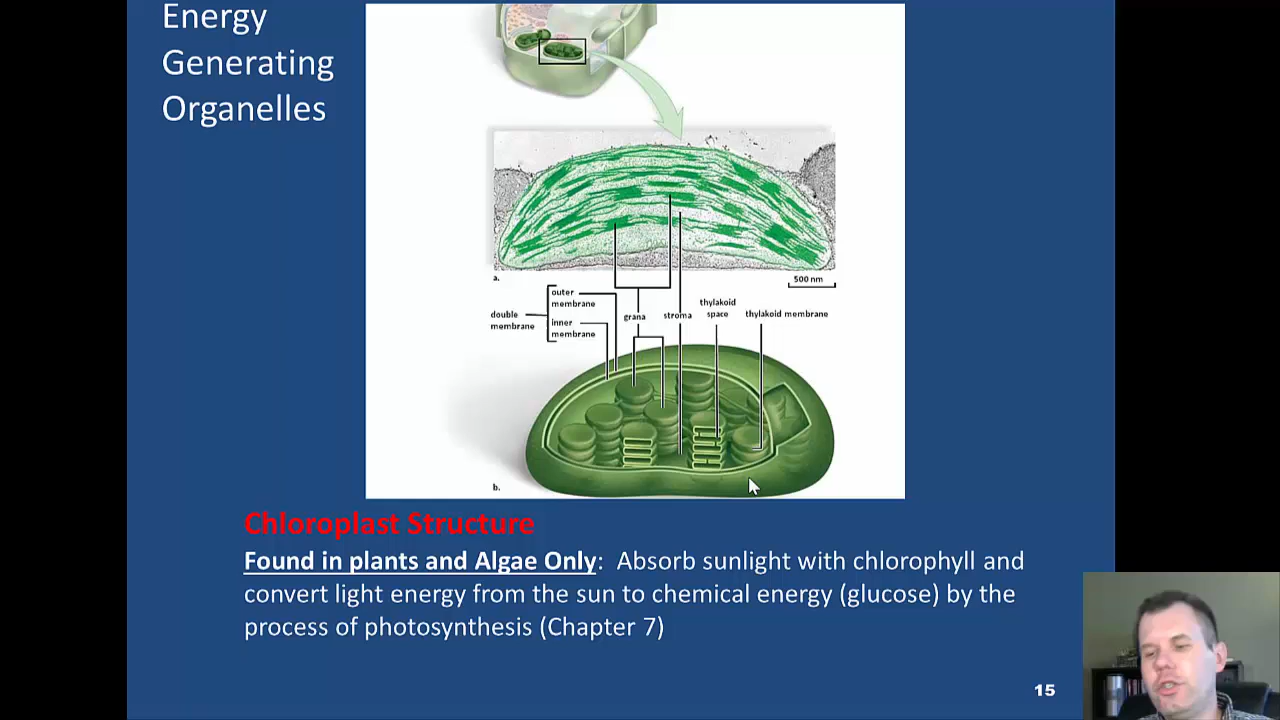 Energy
Generating
Organelles
a.
500 nm
outer
membrane
double
membrane
inner
membrane
grana
stroma
thylakoid
space
thylakoid membrane
b.
Chloroplast Structure
Found in plants and Algae Only: Absorb sunlight with chlorophyll and
convert light energy from the sun to chemical energy (glucose) by the
process of photosynthesis (Chapter 7)
15